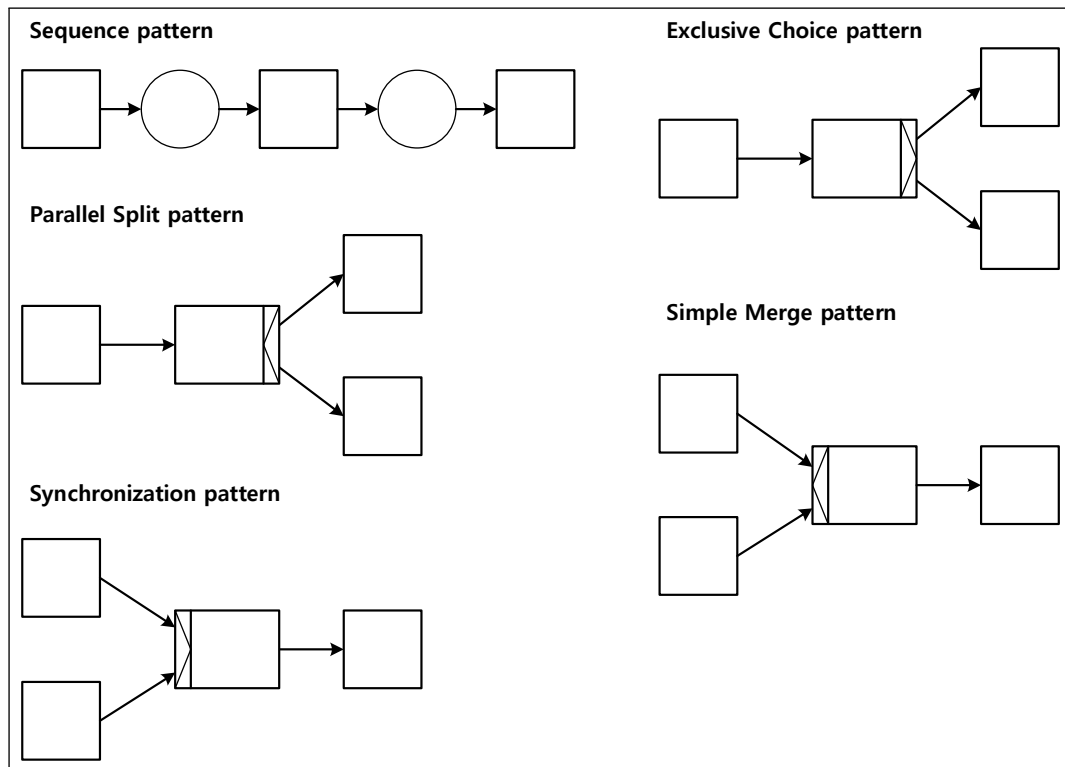 Sequence pattern
Parallel Split pattern
Synchronization pattern
Exclusive Choice pattern
Simple Merge pattern